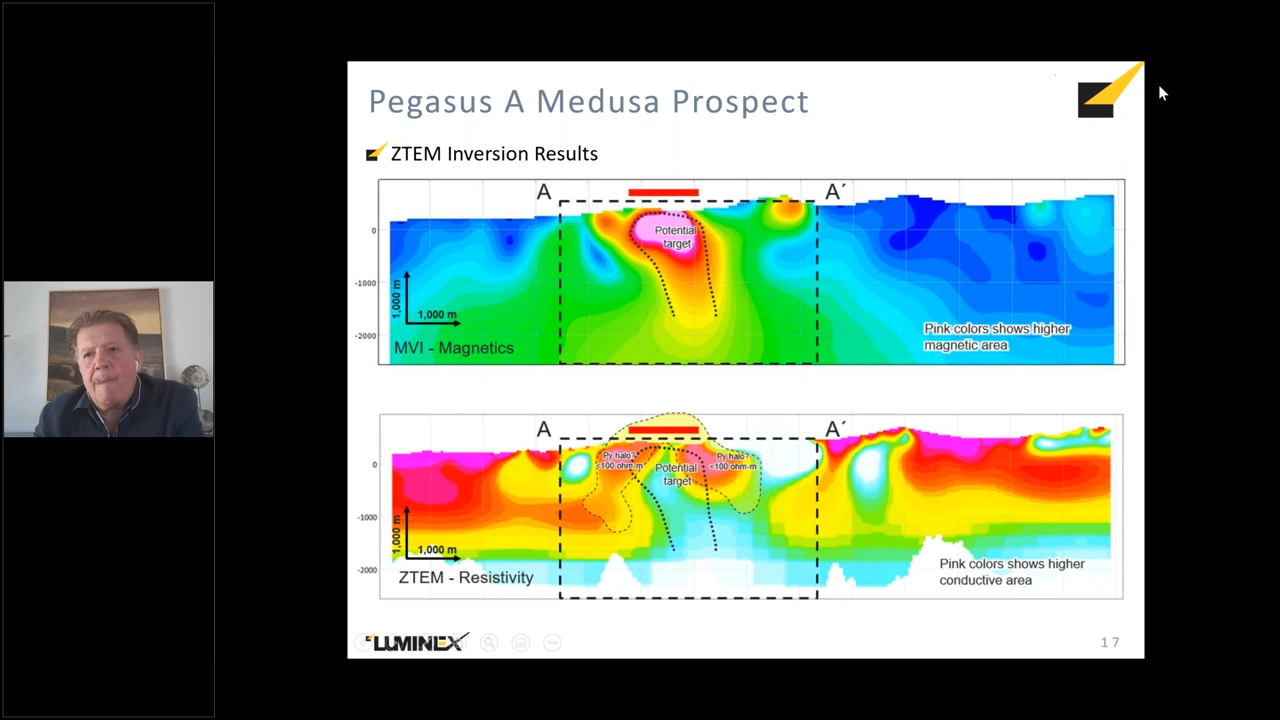 Pegasus A Medusa Prospect
ZTEM Inversion Results
A
A´
0
-1000
-2000
1,000 m
1,000 m
Potential
target
MVI - Magnetics
Pink colors shows higher
magnetic area
A
A´
0
-1000
-2000
1,000 m
1,000 m
Py halo?
<100 ohm-m
Potential
target
Py halo?
<100 ohm-m
ZTEM - Resistivity
Pink colors shows higher
conductive area
LUMINEX
17